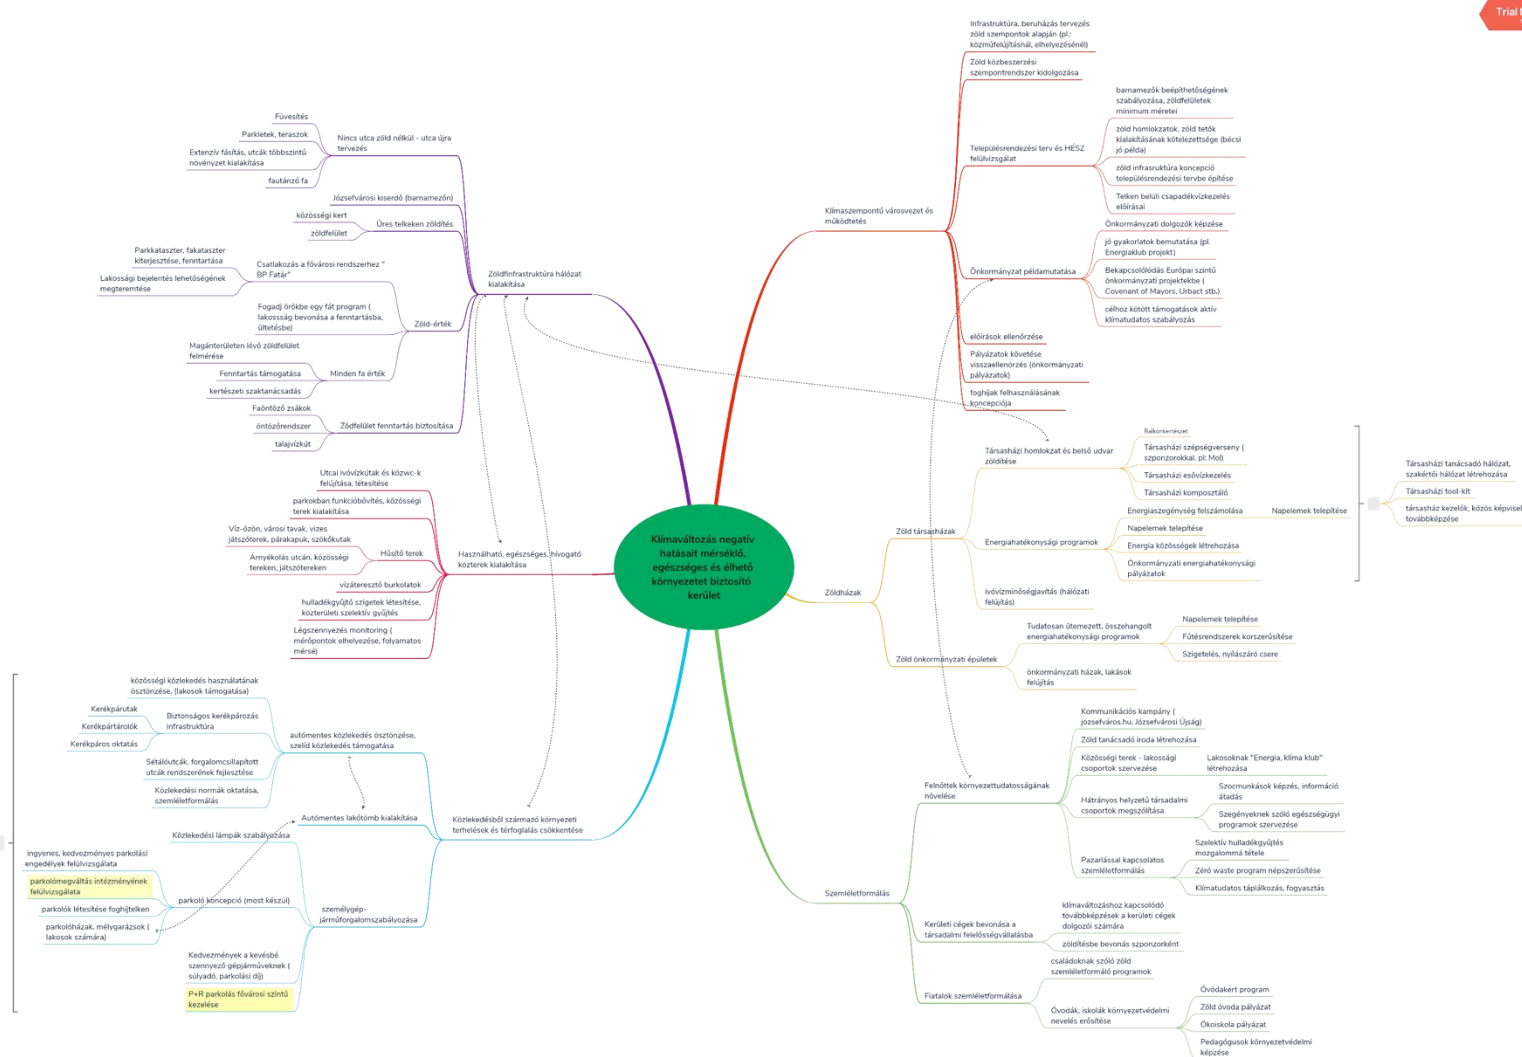 Trial
Klímaváltozás negatív
hatásait mérséklő,
egészséges és élhető
környezetet biztosító
kerület
Zöldfinfrastruktúra hálózat
kialakítása
Nincs utca zöld nélkül - utca újra
tervezés
Füvesítés
Parkletek, teraszok
Extenzív fásítás, utcák többszintű
növényzet kialakítása
fautánzó fa
Józsefvárosi kiserdő (barnamezőn)
Üres telkeken zöldítés
közösségi kert
zöldfelület
Zöld-érték
Csatlakozás a fővárosi rendszerhez "
BP Fatár"
Parkkataszter, fakataszter
kiterjesztése, fenntartása
Lakossági bejelentés lehetőségének
megteremtése
Fogadj örökbe egy fát program (
lakossság bevonása a fenntartásba,
ültetésbe)
Minden fa érték
Magánterületen lévő zöldfelület
felmérése
Fenntartás támogatása
kertészeti szaktanácsadás
Ződfelület fenntartás biztosítása
Faöntöző zsákok
öntözőrendszer
talajvízkút
Használható, egészséges, hívogató
közterek kialakítása
Utcai ivóvízkútak és közwc-k
felújítása, létesítése
parkokban funkcióbővítés, közösségi
terek kialakítása
Hűsítő terek
Víz-özön, városi tavak, vizes
játszóterek, párakapuk, szökőkutak
Árnyékolás utcán, közösségi
tereken, játszótereken
vízáteresztő burkolatok
hulladékgyűjtő szigetek létesítése,
közterületi szelektív gyűjtés
Légszennyezés monitoring (
mérőpontok elhelyezése, folyamatos
mérsé)
Közlekedésből származó környezeti
terhelések és térfoglalás csökkentése
autómentes közlekedés ösztönzése,
szelíd közlekedés támogatása
közösségi közlekedés használatának
ösztönzése, (lakosok támogatása)
Biztonságos kerékpározás
infrastruktúra
Kerékpárutak
Kerékpártárolók
Kerékpáros oktatás
Sétálóutcák, forgalomcsillapított
utcák rendszerének fejlesztése
Közlekedési normák oktatása,
szemléletformálás
Autómentes lakótömb kialakítása
személygép-
járműforgalomszabályozása
Közlekedési lámpák szabályozása
parkoló koncepció (most készül)
ingyenes, kedvezményes parkolási
engedélyek felülvizsgálata
parkolómegváltás intézményének
felülvizsgálata
parkolók létesítése foghíjtelken
parkolóházak, mélygarázsok (
lakosok számára)
Kedvezmények a kevésbé
szennyező gépjárműveknek (
súlyadó, parkolási díj)
P+R parkolás fővárosi szintű
kezelése
Klímaszempontú városvezet és
működtetés
Infrastruktúra, beruházás tervezés
zöld szempontok alapján (pl.:
közműfelújításnál, elhelyezésénél)
Zöld közbeszerzési
szempontrendszer kidolgozása
Településrendezési terv és HÉSZ
felülvizsgálat
barnamezők beépíthetőségének
szabályozása, zöldfelületek
minimum méretei
zöld homlokzatok, zöld tetők
kialakításának kötelezettsége (bécsi
jó példa)
zöld infrasruktúra koncepció
településrendezési tervbe építése
Telken belüli csapadékvízkezelés
előírásai
Önkormányzat példamutatása
Önkormányzati dolgozók képzése
jó gyakorlatok bemutatása (pl.
Energiaklub projekt)
Bekapcsólólódás Európai szintű
önkormányzati projektekbe (
Covenant of Mayors, Urbact stb.)
célhoz kötött támogatások aktív
klímatudatos szabályozás
előírások ellenőrzése
Pályázatok követése
visszaellenörzés (önkormányzati
pályázatok)
foghíjak felhasználásának
koncepciója
Zöldházak
Zöld társasházak
Társasházi homlokzat és belső udvar
zöldítése
Balkonkertészet
Társasházi szépségverseny (
szponzorokkal. pl: Mol)
Társasházi esővízkezelés
Társasházi komposztáló
Energiahatékonysági programok
Energiaszegénység felszámolása
Napelemek telepítése
Napelemek telepítése
Energia közösségek létrehozása
Önkormányzati energiahatékonysági
pályázatok
ivóvízminőségjavítás (hálózati
felújítás)
Társasházi tanácsadó hálózat,
szakértői hálózat létrehozása
Társasházi tool-kit
társasház kezelők, közös képvisel
továbbképzése
Zöld önkormányzati épületek
Tudatosan ütemezett, összehangolt
energiahatékonysági programok
Napelemek telepítése
Fűtésrendszerek korszerűsítése
Szigetelés, nyílászáró csere
önkormányzati házak, lakások
felújítás
Szemléletformálás
Felnőttek környezettudatosságának
növelése
Kommunikációs kampány (
jozsefváros.hu, Józsefvárosi Újság)
Zöld tanácsadó iroda létrehozása
Közösségi terek - lakossági
csoportok szervezése
Lakosoknak "Energia, klíma klub"
létrehozása
Hátrányos helyzetű társadalmi
csoportok megszólítása
Szocmunkások képzés, információ
átadás
Szegényeknek szóló egészségügyi
programok szervezése
Pazarlással kapcsolatos
szemléletformálás
Szelektív hulladékgyűjtés
mozgalommá tétele
Zéró waste program népszerűsítése
Klímatudatos táplálkozás, fogyasztás
Kerületi cégek bevonása a
társadalmi felelősségvállalásba
klímaváltozáshoz kapcsolódó
továbbképzések a kerületi cégek
dolgozói számára
zöldítésbe bevonás szponzorként
Fiatalok szemléletformálása
családoknak szóló zöld
szemléletformáló programok
Óvodák, iskolák környezetvédelmi
nevelés erősítése
Óvódakert program
Zöld óvoda pályázat
Ökoiskola pályázat
Pedagógusok környezetvédelmi
képzése